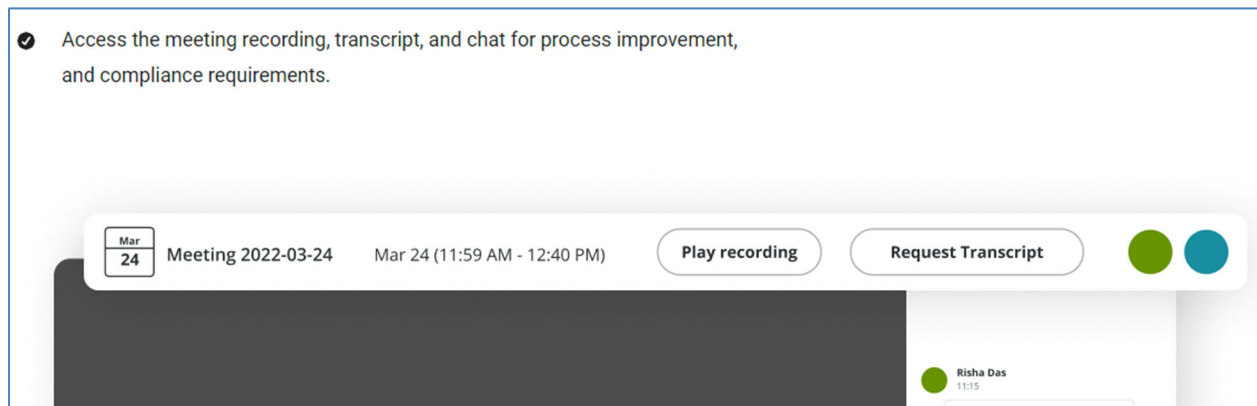 Access the meeting recording, transcript, and chat for process improvement,
and compliance requirements.
Mar
24
Meeting 2022-03-24
Mar 24 (11:59 AM - 12:40 PM)
Play recording
Request Transcript
Risha Das
11:15